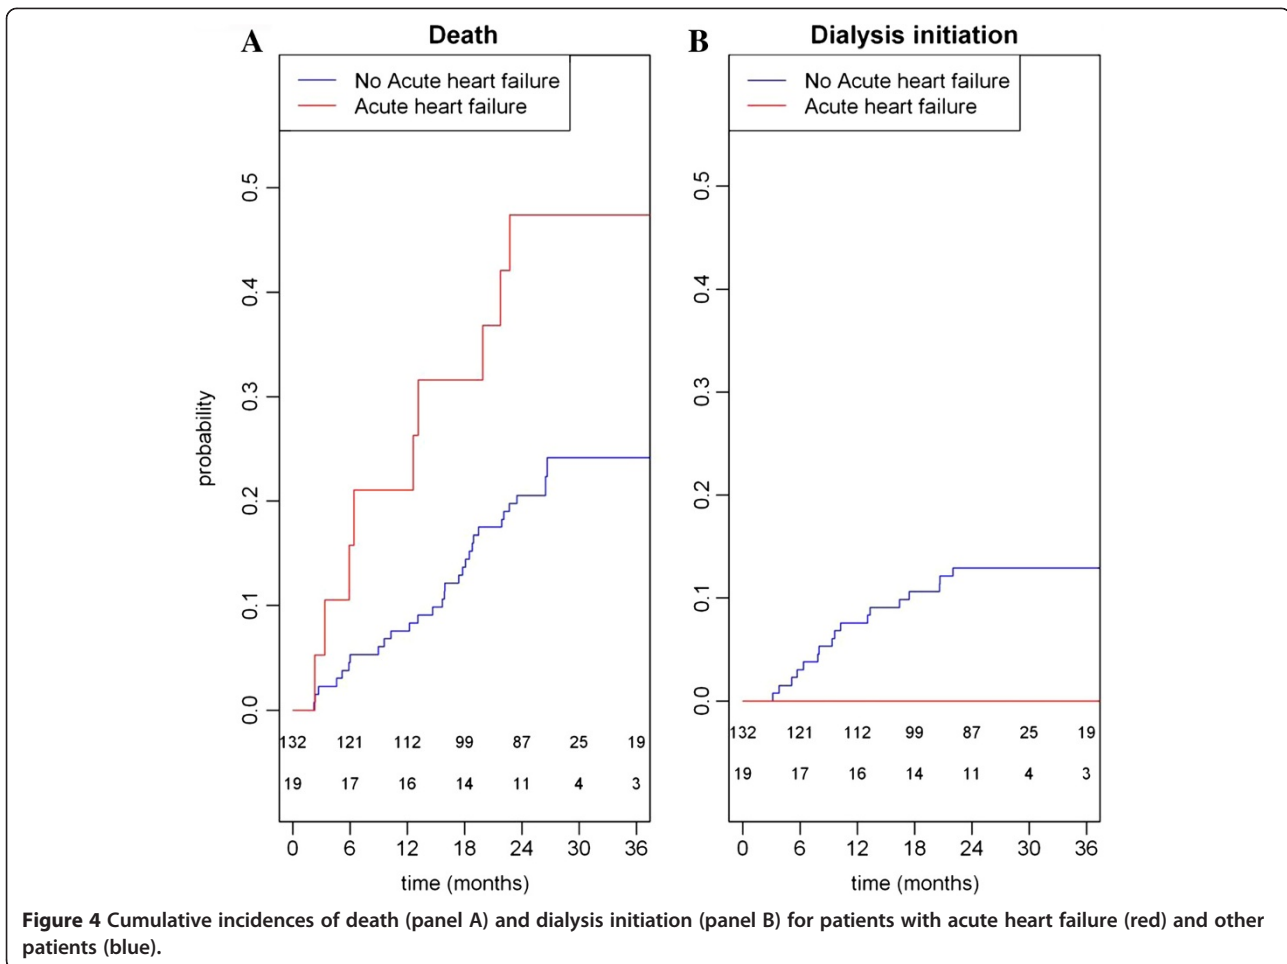 A Death
No Acute heart failure
Acute heart failure
probability
0.5
0.4
0.3
0.2
0.1
0.0
132 121 112 99 87 25 19
19 17 16 14 11 4 3
0 6 12 18 24 30 36
time (months)
B Dialysis initiation
No Acute heart failure
Acute heart failure
0.5
0.4
0.3
0.2
0.1
0.0
132 121 112 99 87 25 19
19 17 16 14 11 4 3
0 6 12 18 24 30 36
time (months)
Figure 4 Cumulative incidences of death (panel A) and dialysis initiation (panel B) for patients with acute heart failure (red) and other
patients (blue).